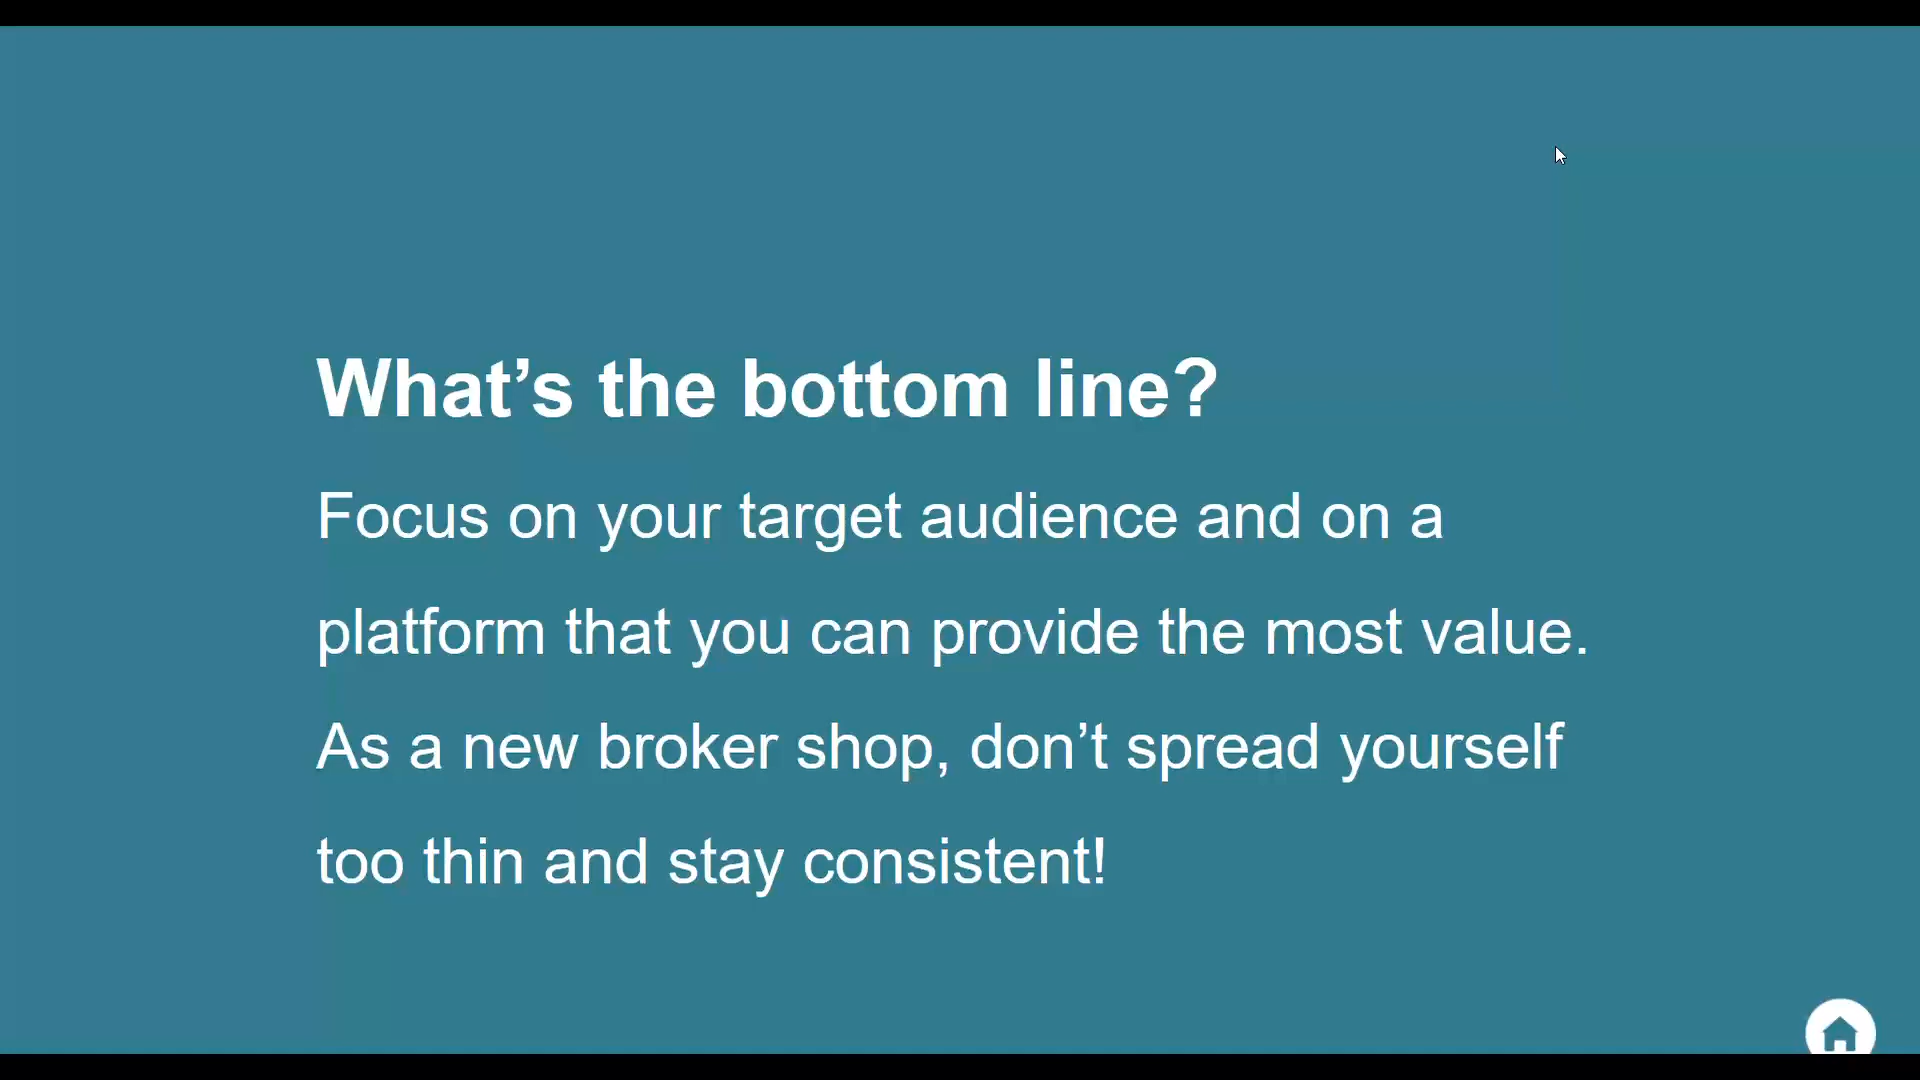 What’s the bottom line?
Focus on your target audience and on a
platform that you can provide the most value.
As a new broker shop, don’t spread yourself
too thin and stay consistent!